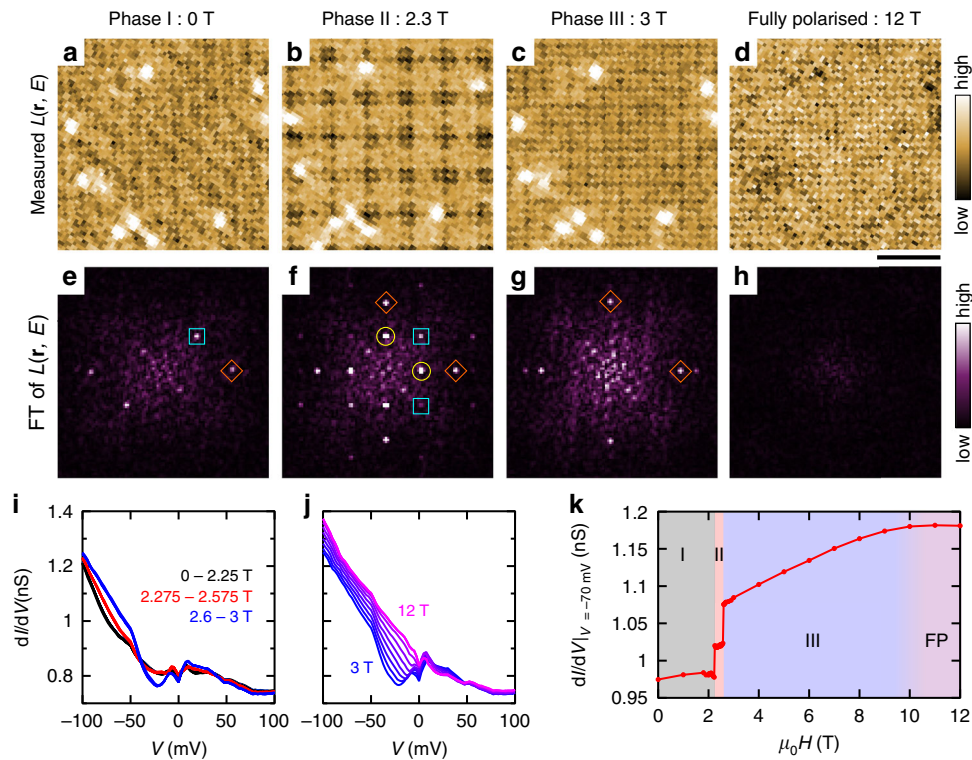 Phase I : 0 T
Phase II : 2.3 T
Phase III : 3 T
Fully polarised : 12 T
a
b
c
d
Measured L(r, E)
high
low
e
f
g
h
FT of L(r, E)
high
low
i
j
k
dI/dV(nS)
1.4
1.2
1.0
0.8
0 – 2.25 T
2.275 – 2.575 T
2.6 – 3 T
−100
−50
0
50
100
V (mV)
12 T
3 T
−100
−50
0
50
100
V (mV)
dI/dV|V = −70 mV (nS)
1.2
1.15
1.1
1.05
1
0.95
I
II
III
FP
0
2
4
6
8
10
12
μ0H (T)